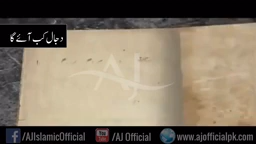 دجال کب آئے گا
AJ
/AJIslamicOfficial
/AJ Official
www.ajofficialpk.com